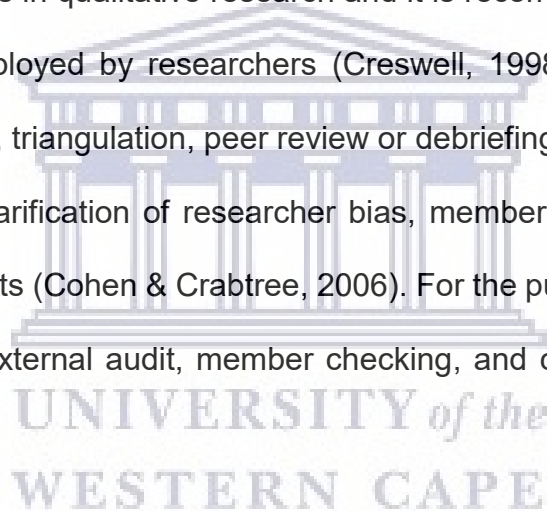 in qualitative research and it is
ployed by researchers (Creswell, 1998
triangulation, peer review or debriefing
arification of researcher bias, member
ts (Cohen & Crabtree, 2006). For the pu
xternal audit, member checking, and
UNIVERSITY of the
WESTERN CAPE